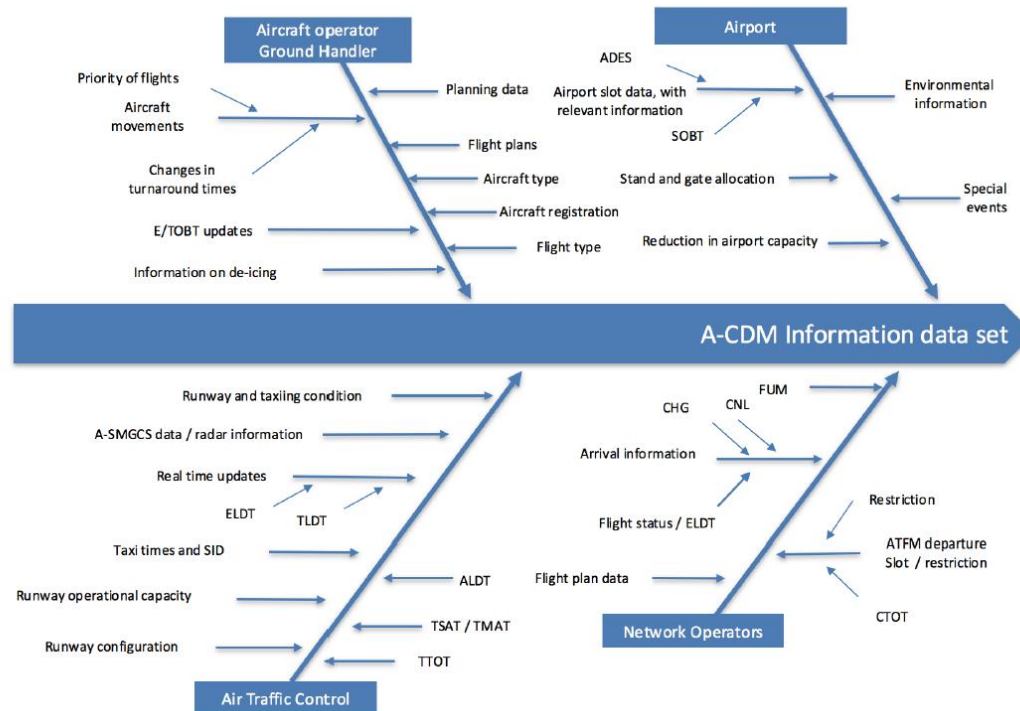 Aircraft operator
Ground Handler
Airport
Priority of flights
Aircraft
movements
Changes in
turnaround times
E/TOBT updates
Information on de-icing
Planning data
Flight plans
Aircraft type
Aircraft registration
Flight type
ADES
Airport slot data, with
relevant information
SOBT
Stand and gate allocation
Reduction in airport capacity
Environmental
information
Special
events
A-CDM Information data set
Runway and taxiing condition
A-SMGCS data / radar information
Real time updates
ELDT
TLDT
Taxi times and SID
Runway operational capacity
Runway configuration
ALDT
TSAT / TMAT
TTOT
Air Traffic Control
FUM
CHG
CNL
Arrival information
Flight status / ELDT
Flight plan data
Restriction
ATFM departure
Slot / restriction
CTOT
Network Operators